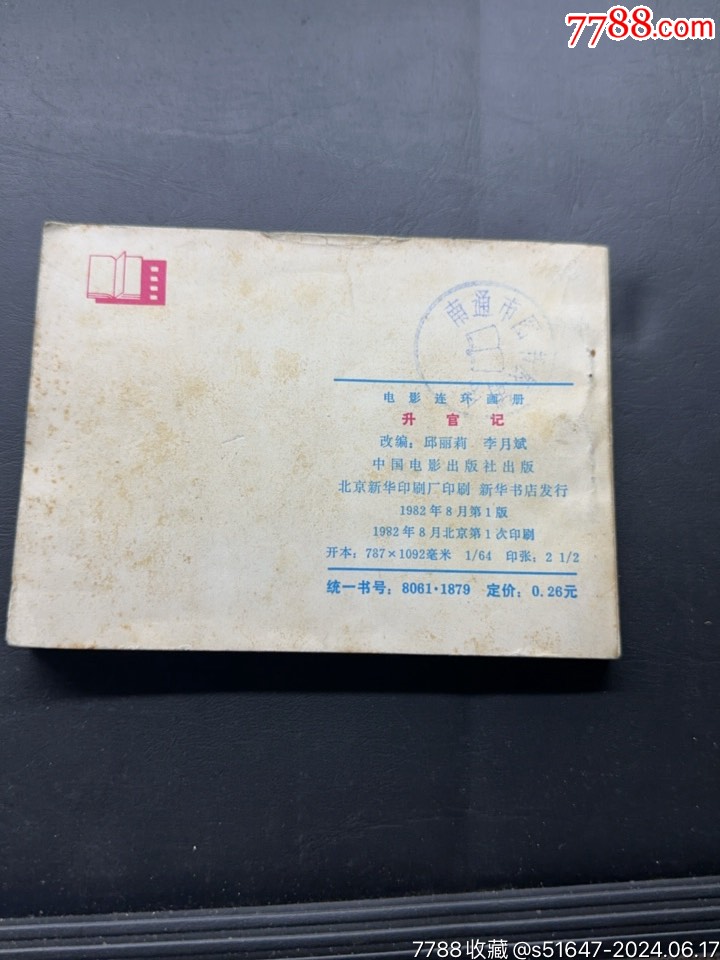 7788.com
南通市
电影连环画册
升官记
改编：邱丽莉 李月斌
中国电影出版社出版
北京新华印刷厂印刷 新华书店发行
1982年8月第1版
1982年8月北京第1次印刷
开本：787×1092毫米 1/64 印张：2 1/2
统一书号：8061·1879 定价：0.26元
7788收藏@s51647-2024.06.17